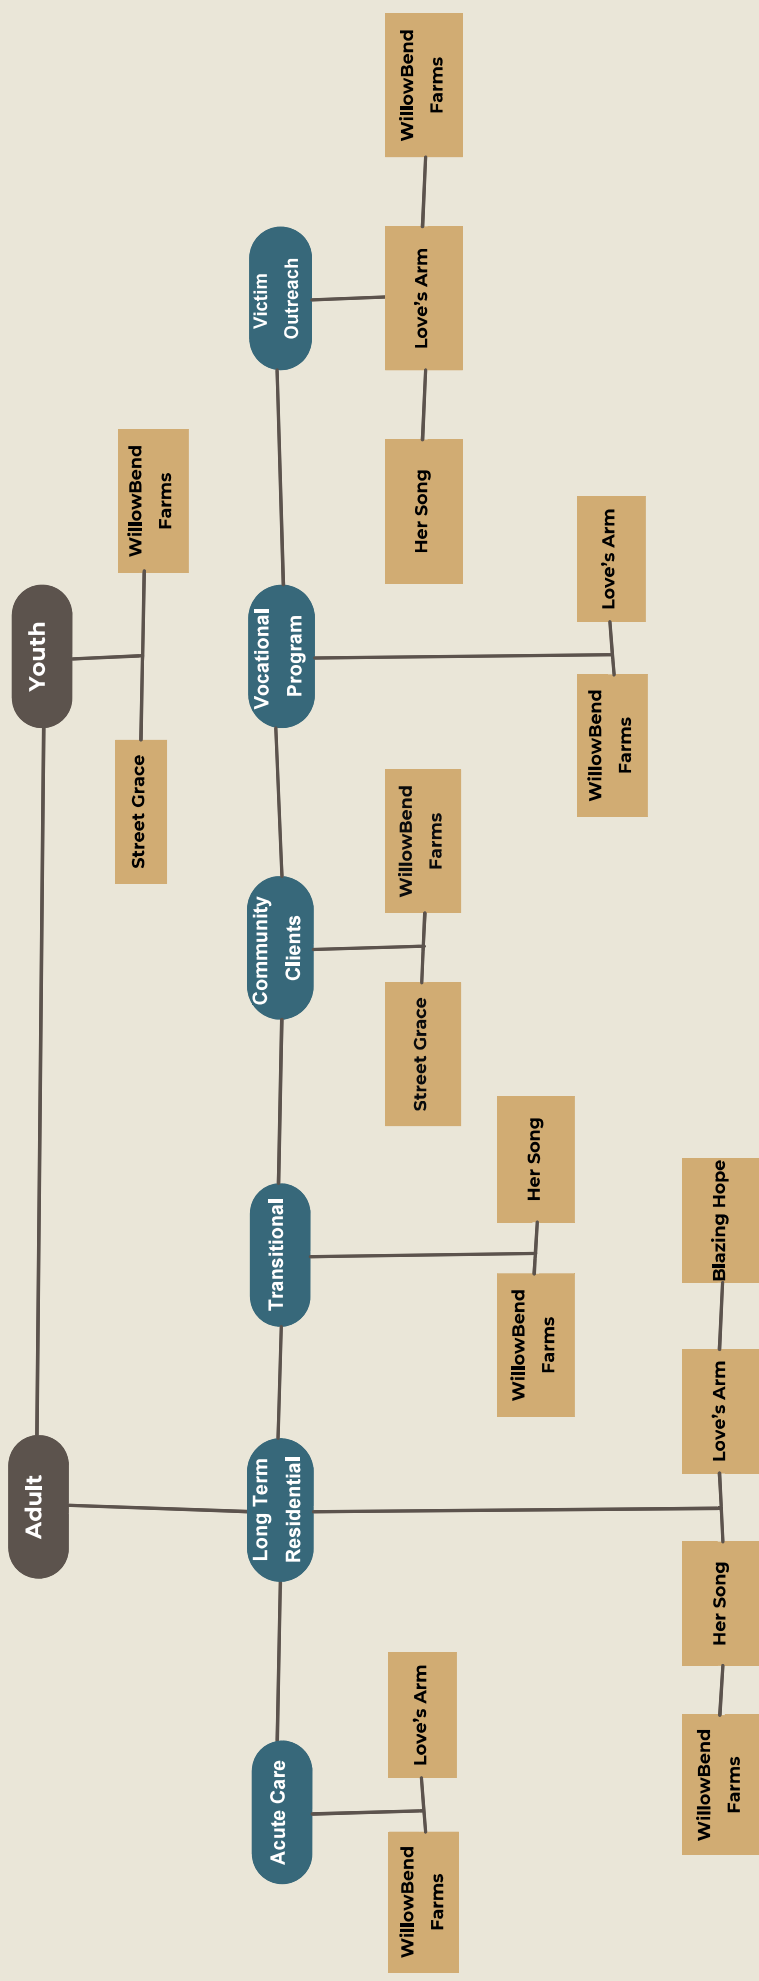 Adult
Youth
Street Grace
WillowBend
Farms
Acute Care
Long Term
Residential
Transitional
Community
Clients
Vocational
Program
Victim
Outreach
WillowBend
Farms
Love's Arm
Street Grace
WillowBend
Farms
Her Song
Love's Arm
WillowBend
Farms
WillowBend
Farms
Her Song
WillowBend
Farms
Love's Arm
WillowBend
Farms
Her Song
Love's Arm
Blazing Hope